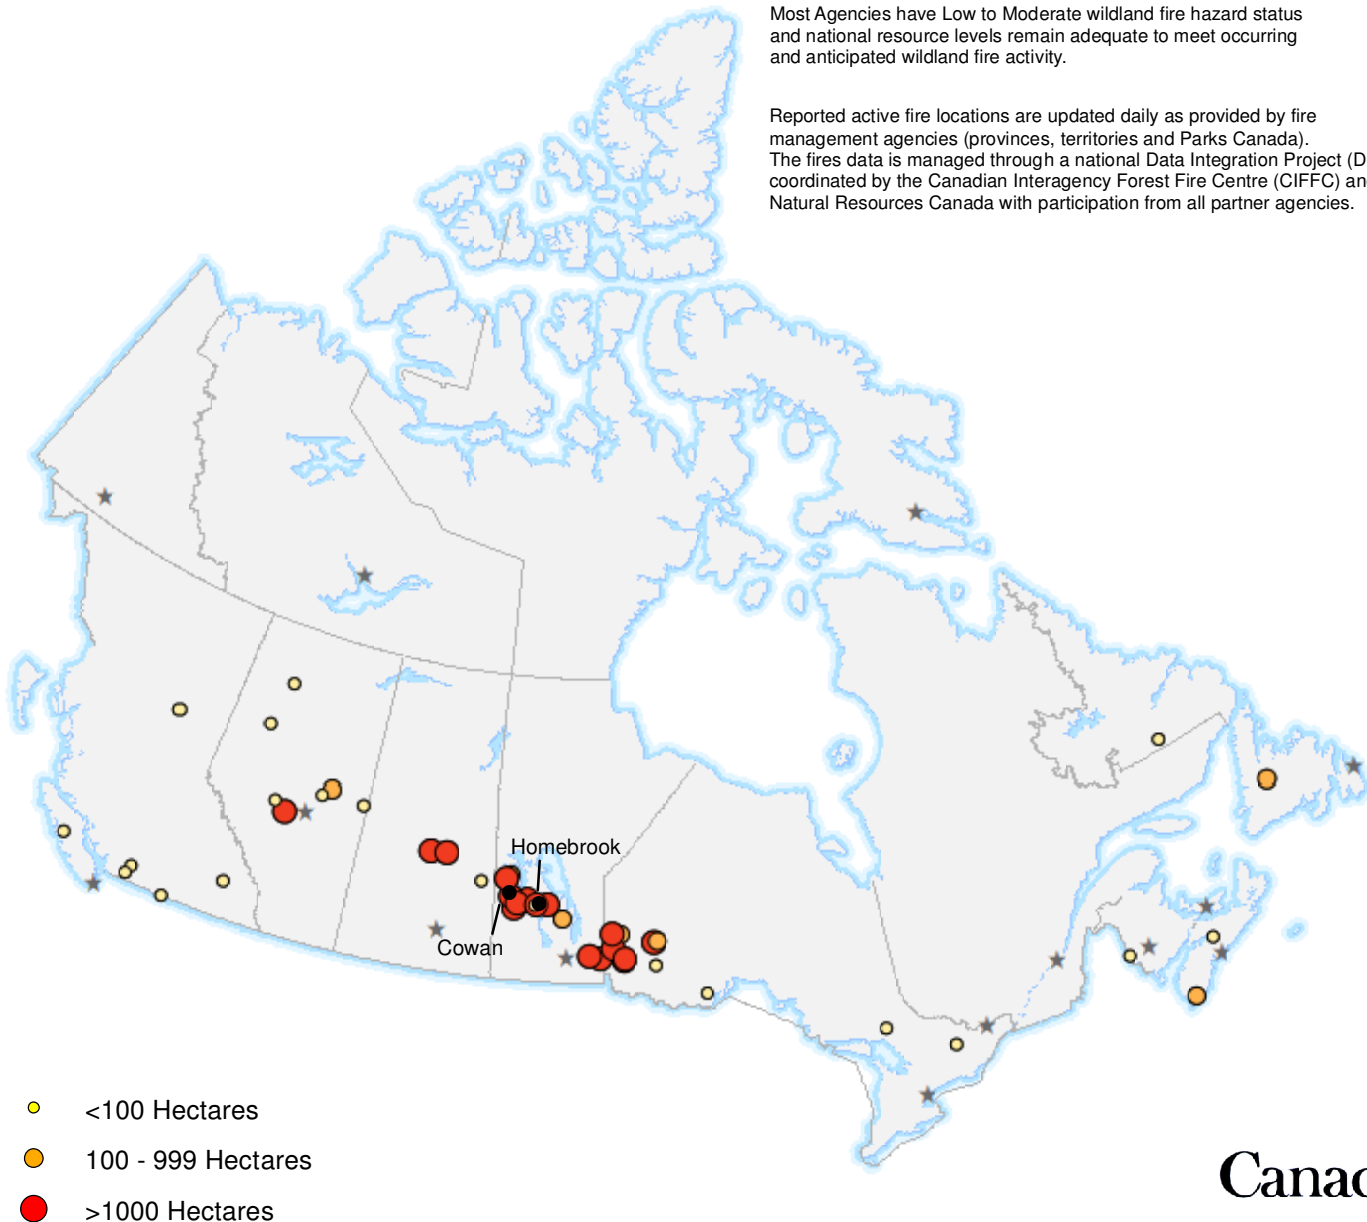 Most Agencies have Low to Moderate wildland fire hazard status
and national resource levels remain adequate to meet occurring
and anticipated wildland fire activity.
Reported active fire locations are updated daily as provided by fire
management agencies (provinces, territories and Parks Canada).
The fires data is managed through a national Data Integration Project (D
coordinated by the Canadian Interagency Forest Fire Centre (CIFFC) an
Natural Resources Canada with participation from all partner agencies.
Homebrook
Cowan
<100 Hectares
100 - 999 Hectares
>1000 Hectares
Canad